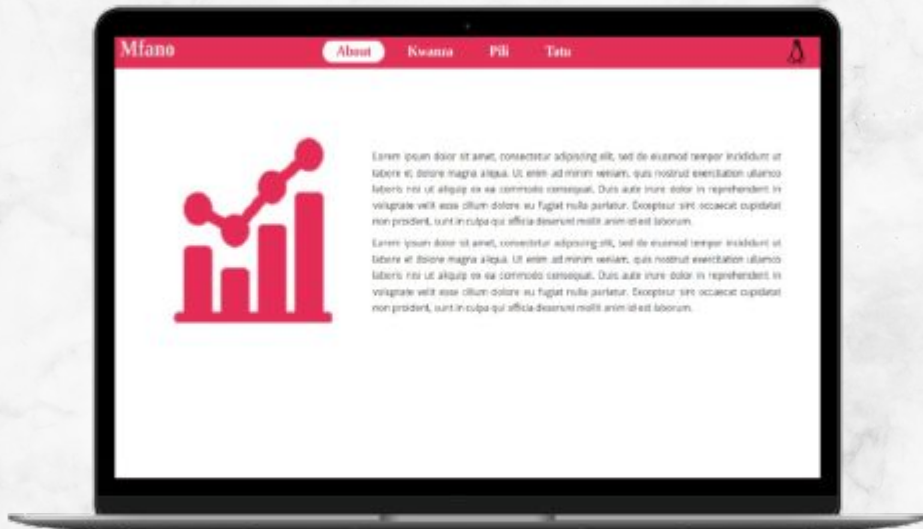 Mfano
About
Kwanza
Pili
Tatu
Lorem ipsum dolor sit amet, consectetur adipiscing elit, sed do eiusmod tempor incididunt ut
labore et dolore magna aliqua. Ut enim ad minim veniam, quis nostrud exercitation ullamco
laboris nisi ut aliquip ex ea commodo consequat. Duis aute irure dolor in reprehenderit in
voluptate velit esse cillum dolore eu fugiat nulla pariatur. Excepteur sint occaecat cupidatat
non proident, sunt in culpa qui officia deserunt mollit anim id est laborum.
Lorem ipsum dolor sit amet, consectetur adipiscing elit, sed do eiusmod tempor incididunt ut
labore et dolore magna aliqua. Ut enim ad minim veniam, quis nostrud exercitation ullamco
laboris nisi ut aliquip ex ea commodo consequat. Duis aute irure dolor in reprehenderit in
voluptate velit esse cillum dolore eu fugiat nulla pariatur. Excepteur sint occaecat cupidatat
non proident, sunt in culpa qui officia deserunt mollit anim id est laborum.